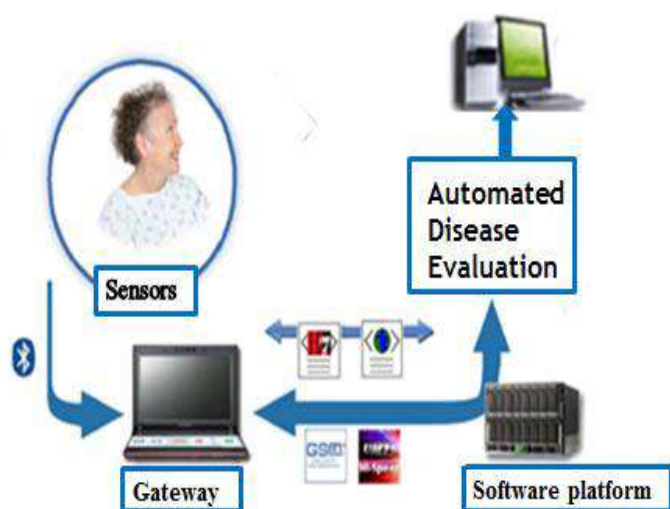 Automated
Disease
Evaluation
Sensors
GSM
Gateway
Software platform